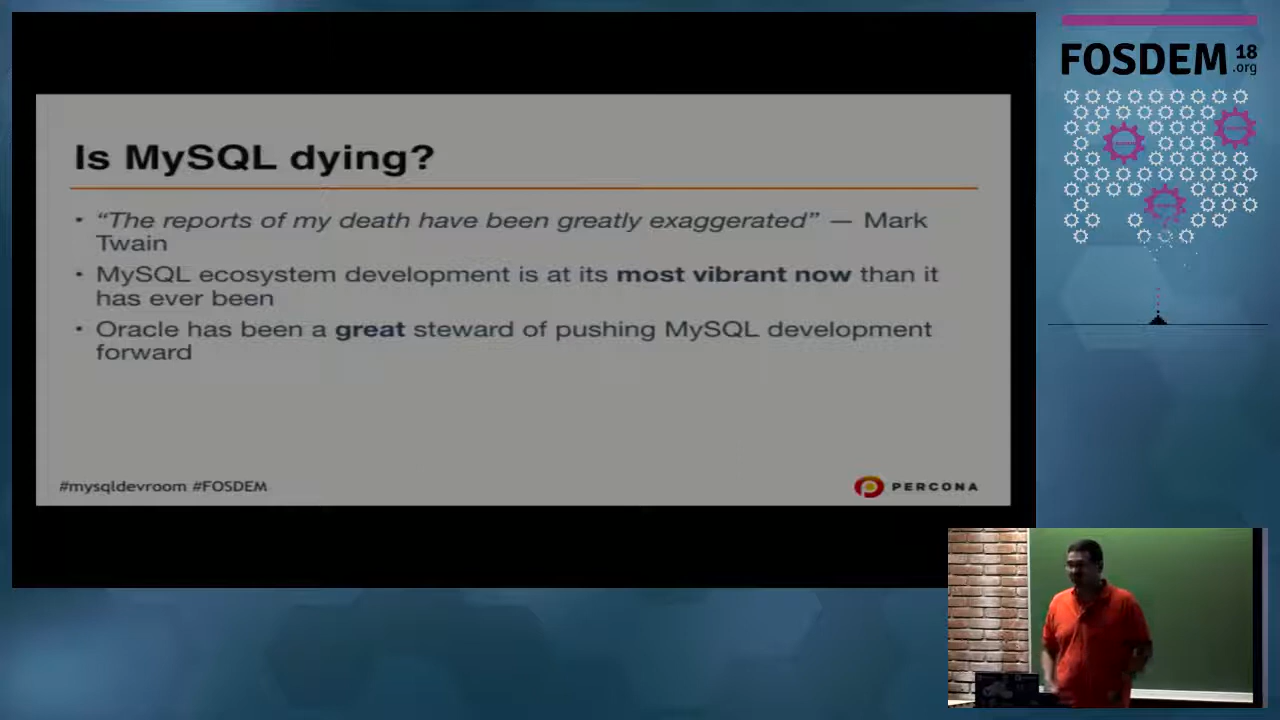 FOSDEM 18
.org
Is MySQL dying?
• “The reports of my death have been greatly exaggerated” — Mark
Twain
• MySQL ecosystem development is at its most vibrant now than it
has ever been
• Oracle has been a great steward of pushing MySQL development
forward
#mysqldevroom #FOSDEM
PERCONA